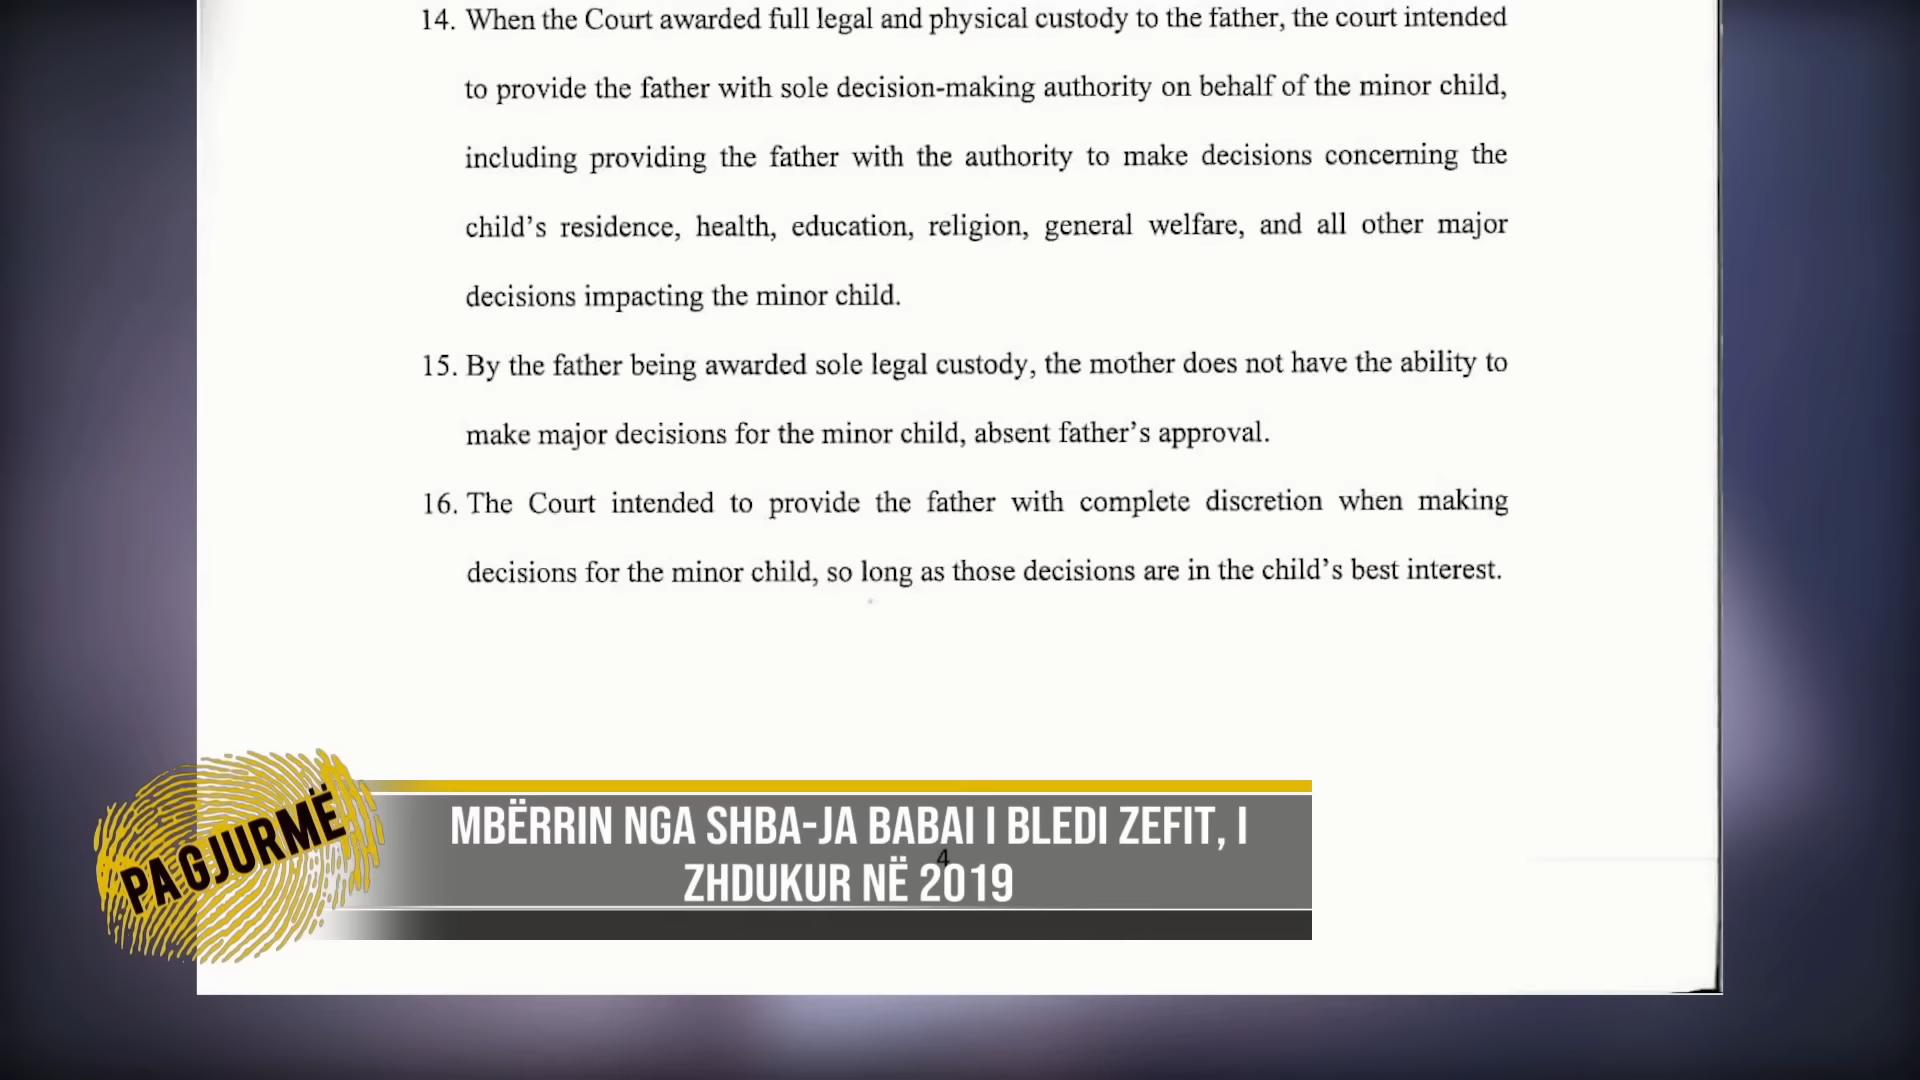 14. When the Court awarded full legal and physical custody to the father, the court intended
to provide the father with sole decision-making authority on behalf of the minor child,
including providing the father with the authority to make decisions concerning the
child’s residence, health, education, religion, general welfare, and all other major
decisions impacting the minor child.
15. By the father being awarded sole legal custody, the mother does not have the ability to
make major decisions for the minor child, absent father’s approval.
16. The Court intended to provide the father with complete discretion when making
decisions for the minor child, so long as those decisions are in the child’s best interest.
4
PA GJURMË
MBËRRIN NGA SHBA-JA BABAI I BLEDI ZEFIT, I
ZHDUKUR NË 2019